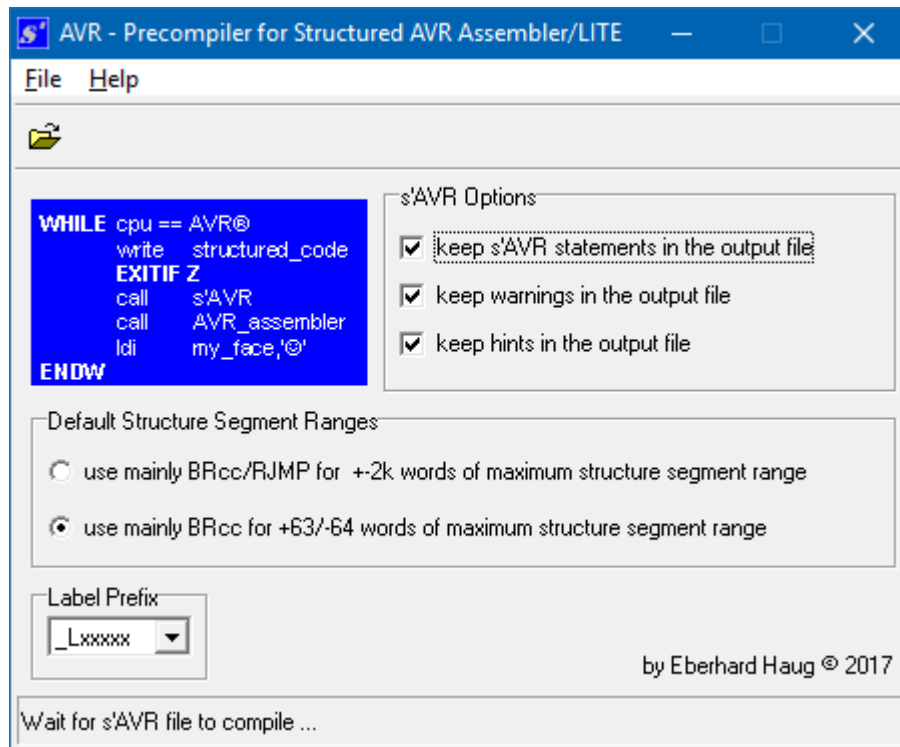 s' AVR - Precompiler for Structured AVR Assembler/LITE
File Help
WHILE cpu == AVR®
write structured_code
EXITIF Z
call s'AVR
call AVR_assembler
ldi my_face,'☺'
ENDW
s'AVR Options
keep s'AVR statements in the output file
keep warnings in the output file
keep hints in the output file
Default Structure Segment Ranges
use mainly BRcc/RJMP for +-2k words of maximum structure segment range
use mainly BRcc for +63/-64 words of maximum structure segment range
Label Prefix
_Lxxxxx
by Eberhard Haug © 2017
Wait for s'AVR file to compile ...